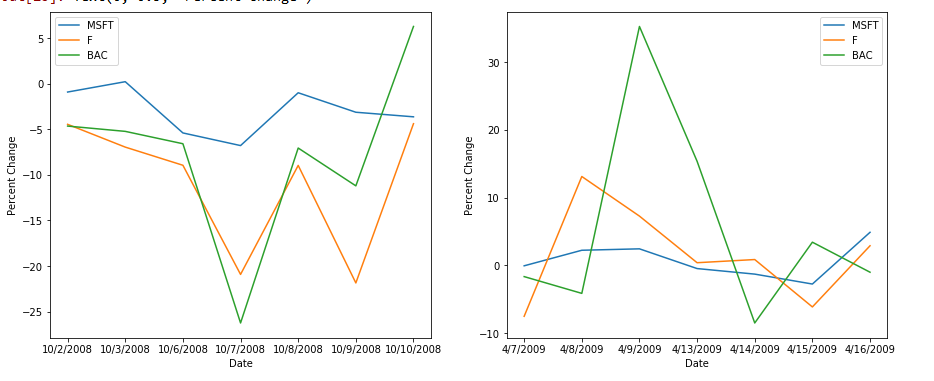 MSFT
F
BAC
5
0
−5
−10
−15
−20
−25
Percent Change
10/2/2008 10/3/2008 10/6/2008 10/7/2008 10/8/2008 10/9/2008 10/10/2008
Date
MSFT
F
BAC
30
20
10
0
−10
Percent Change
4/7/2009 4/8/2009 4/9/2009 4/13/2009 4/14/2009 4/15/2009 4/16/2009
Date